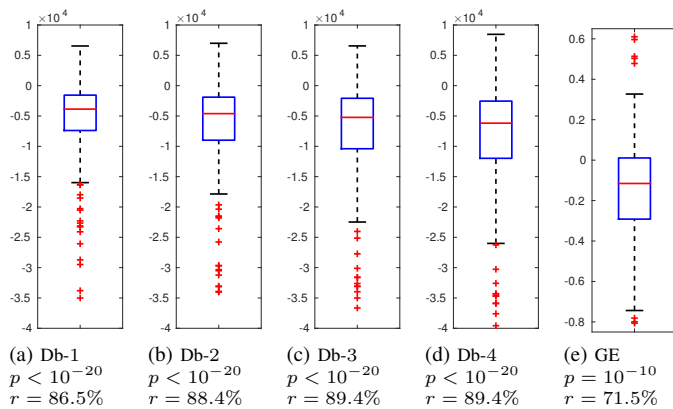 ×10⁴ ×10⁴ ×10⁴ ×10⁴
1 1 1 1 0.6
0.5 0.5 0.5 0.5
0 0 0 0 0.4
-0.5 -0.5 -0.5 -0.5 0.2
-1 -1 -1 -1 0
-1.5 -1.5 -1.5 -1.5 -0.2
-2 -2 -2 -2
-2.5 -2.5 -2.5 -2.5 -0.4
-3 -3 -3 -3 -0.6
-3.5 -3.5 -3.5 -3.5
-4 -4 -4 -4 -0.8
(a) Db-1 (b) Db-2 (c) Db-3 (d) Db-4 (e) GE
p < 10⁻²⁰ p < 10⁻²⁰ p < 10⁻²⁰ p < 10⁻²⁰ p = 10⁻¹⁰
r = 86.5% r = 88.4% r = 89.4% r = 89.4% r = 71.5%